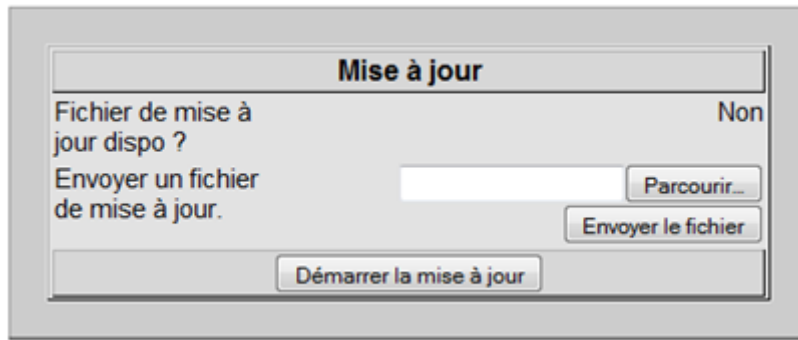 Mise à jour
Fichier de mise à
jour dispo ?
Non
Envoyer un fichier
de mise à jour.
Parcourir...
Envoyer le fichier
Démarrer la mise à jour